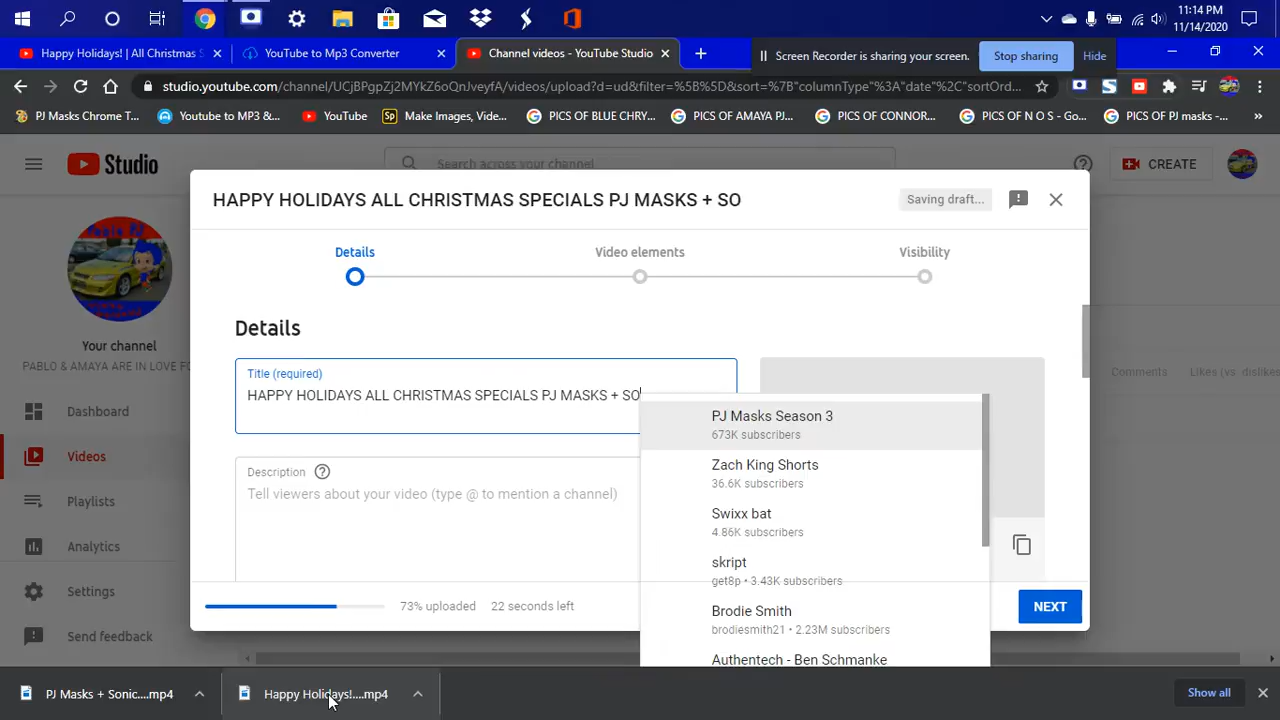 11:14 PM
11/14/2020
Happy Holidays! | All Christmas S
YouTube to Mp3 Converter
Channel videos - YouTube Studio
Screen Recorder is sharing your screen.
Stop sharing
Hide
studio.youtube.com/channel/UCjBPgpZj2MYkZ6oQnJveyfA/videos/upload?d=ud&filter=%5B%5D&sort=%7B"columnType"%3A"date"%2C"sortOrd...
PJ Masks Chrome T...
Youtube to MP3 &...
YouTube
Sp Make Images, Vide...
PICS OF BLUE CHRY...
PICS OF AMAYA PJ...
PICS OF CONNOR...
PICS OF N O S - Go...
PICS OF PJ masks -...
Studio
Search across your channel
CREATE
HAPPY HOLIDAYS ALL CHRISTMAS SPECIALS PJ MASKS + SO
Saving draft...
Details
Video elements
Visibility
Details
Title (required)
HAPPY HOLIDAYS ALL CHRISTMAS SPECIALS PJ MASKS + SO
Description
Tell viewers about your video (type @ to mention a channel)
PJ Masks Season 3
673K subscribers
Zach King Shorts
36.6K subscribers
Swixx bat
4.86K subscribers
skript
get8p • 3.43K subscribers
Brodie Smith
brodiesmith21 • 2.23M subscribers
Authentech - Ben Schmanke
73% uploaded
22 seconds left
NEXT
Your channel
PABLO & AMAYA ARE IN LOVE FO
Dashboard
Videos
Playlists
Analytics
Settings
Send feedback
Comments
Likes (vs. dislikes
PJ Masks + Sonic....mp4
Happy Holidays!....mp4
Show all